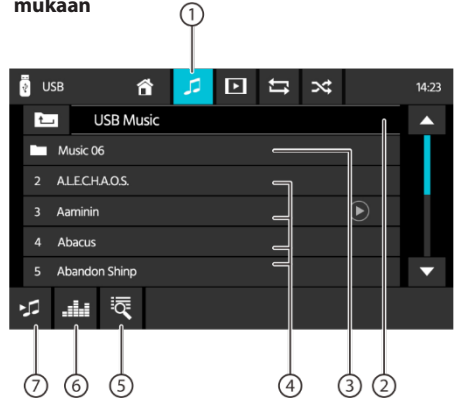 mukaan
1
USB 14:23
USB Music
Music 06
2 A.L.E.C.H.A.O.S.
3 Aaminin
4 Abacus
5 Abandon Shinp
7 6 5 4 3 2